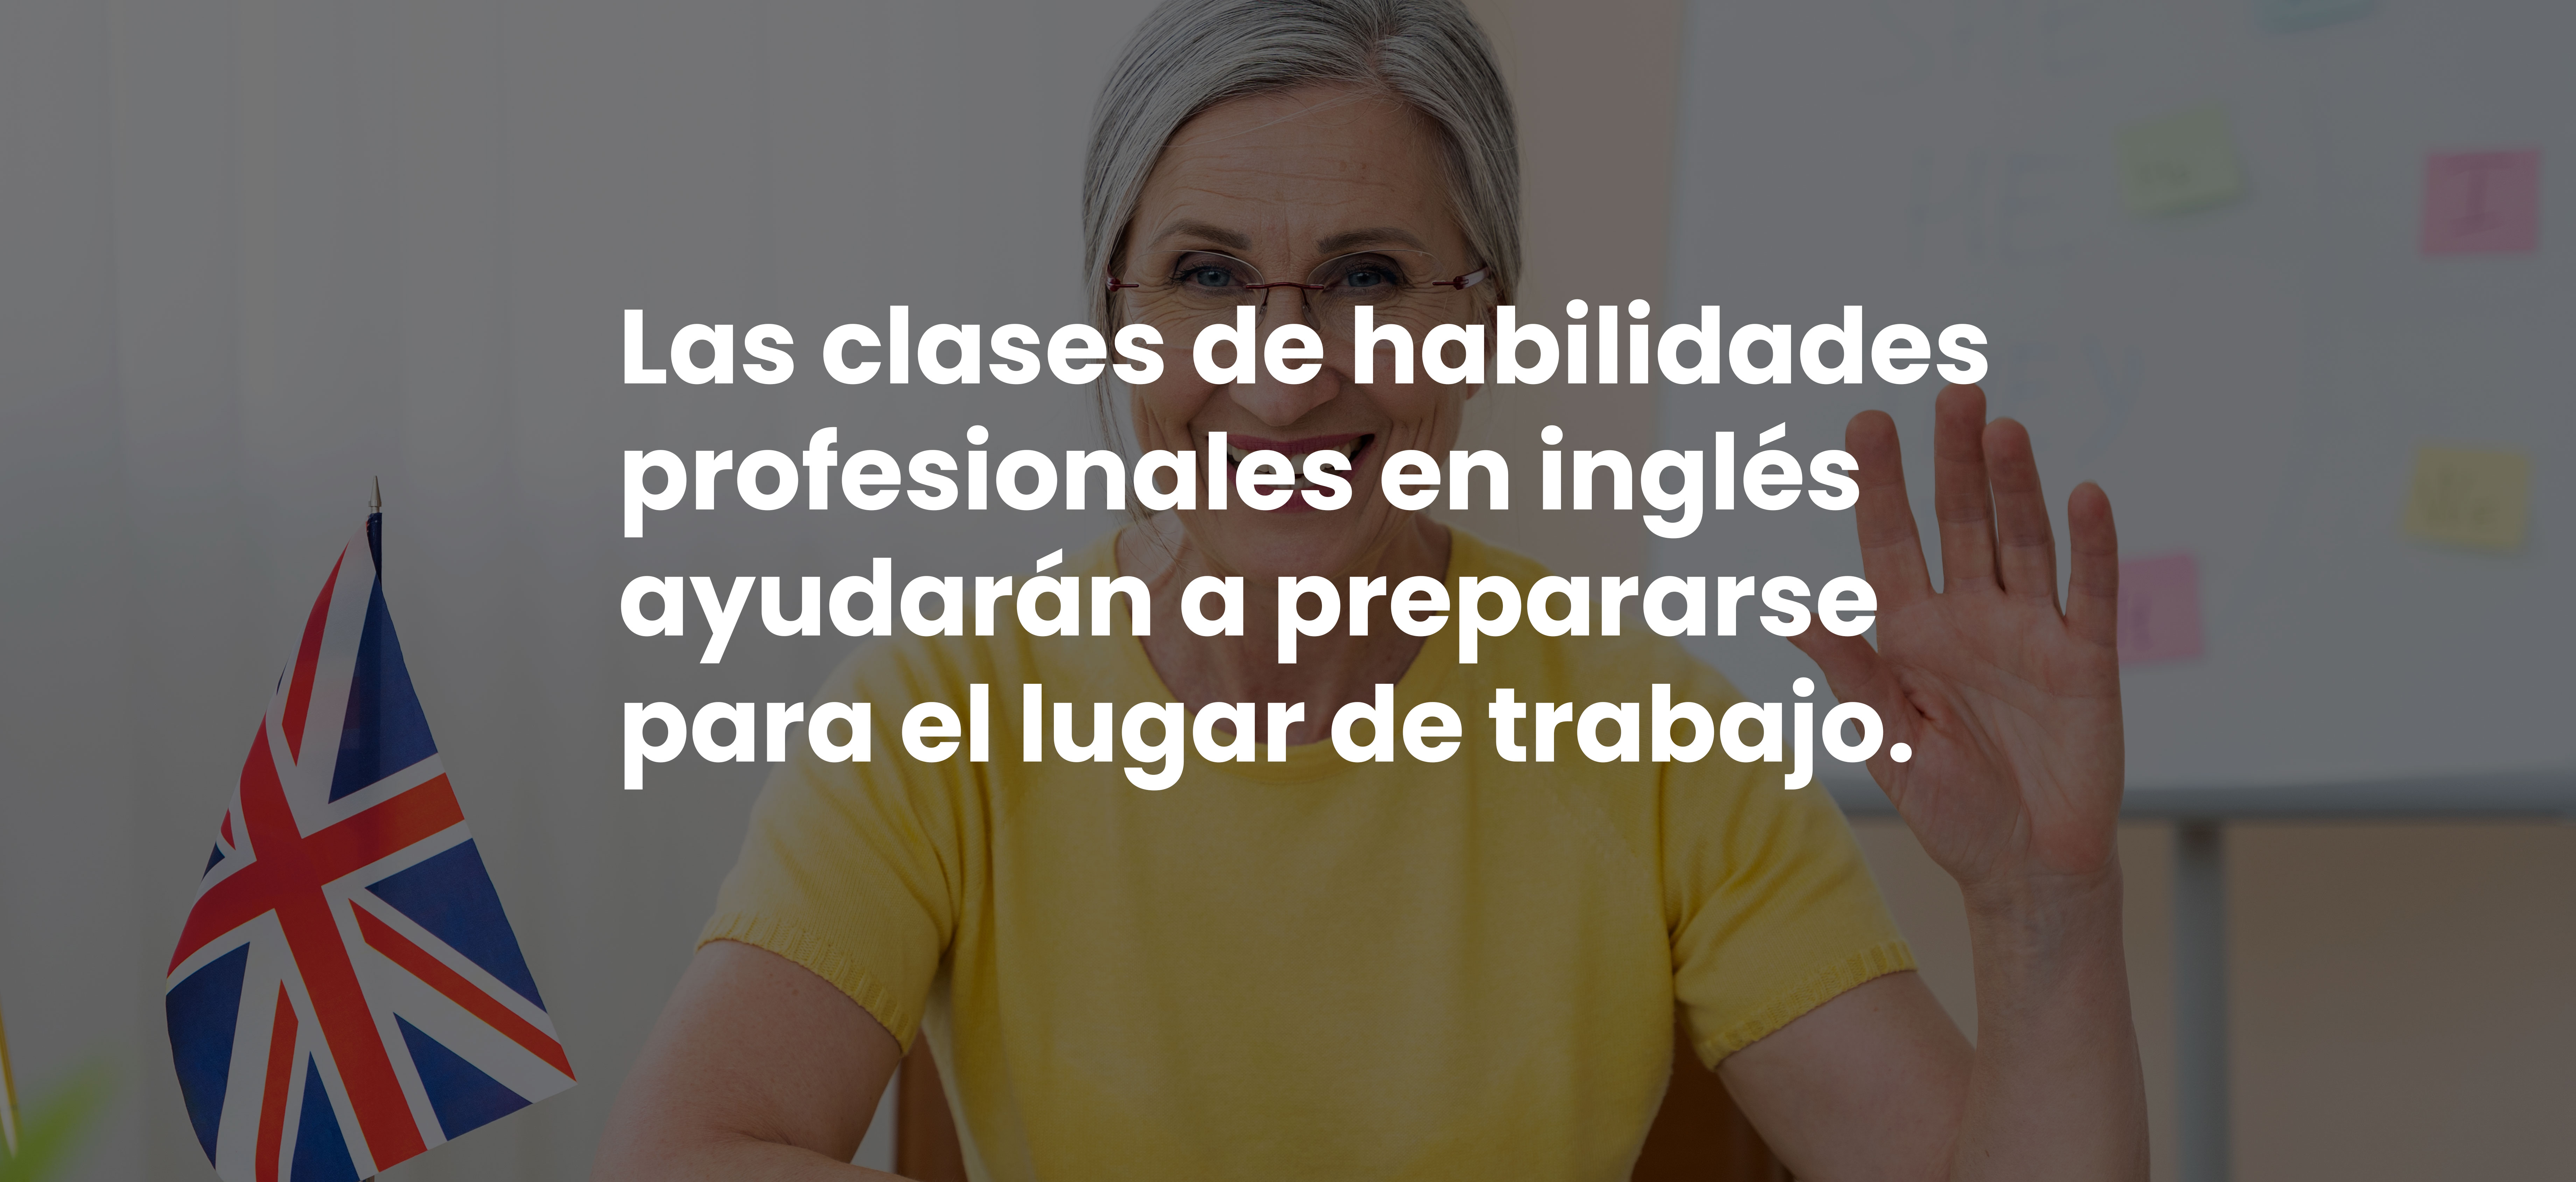 Las clases de habilidades
profesionales en inglés
ayudarán a prepararse
para el lugar de trabajo.
I